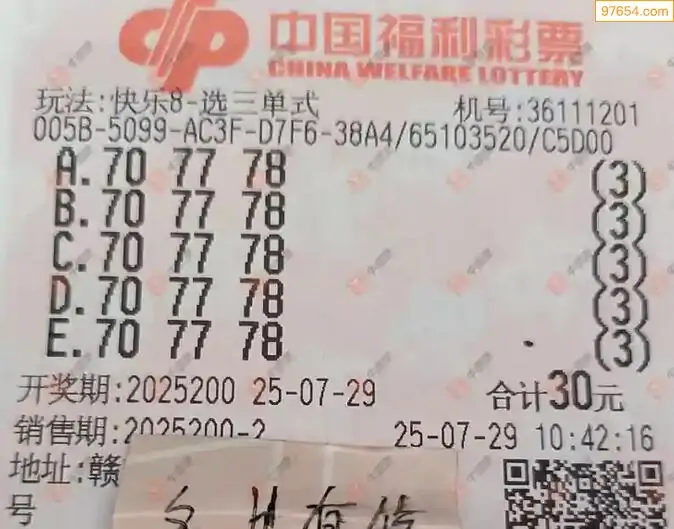 97654.com
中国福利彩票
CHINA WELFARE LOTTERY
玩法:快乐8-选三单式 机号:36111201
005B-5099-AC3F-D7F6-38A4/65103520/C5D00
A.70 77 78 (3)
B.70 77 78 (3)
C.70 77 78 (3)
D.70 77 78 (3)
E.70 77 78 (3)
开奖期:2025200 25-07-29 合计30元
销售期:2025200-2 25-07-29 10:42:16
地址:赣
号